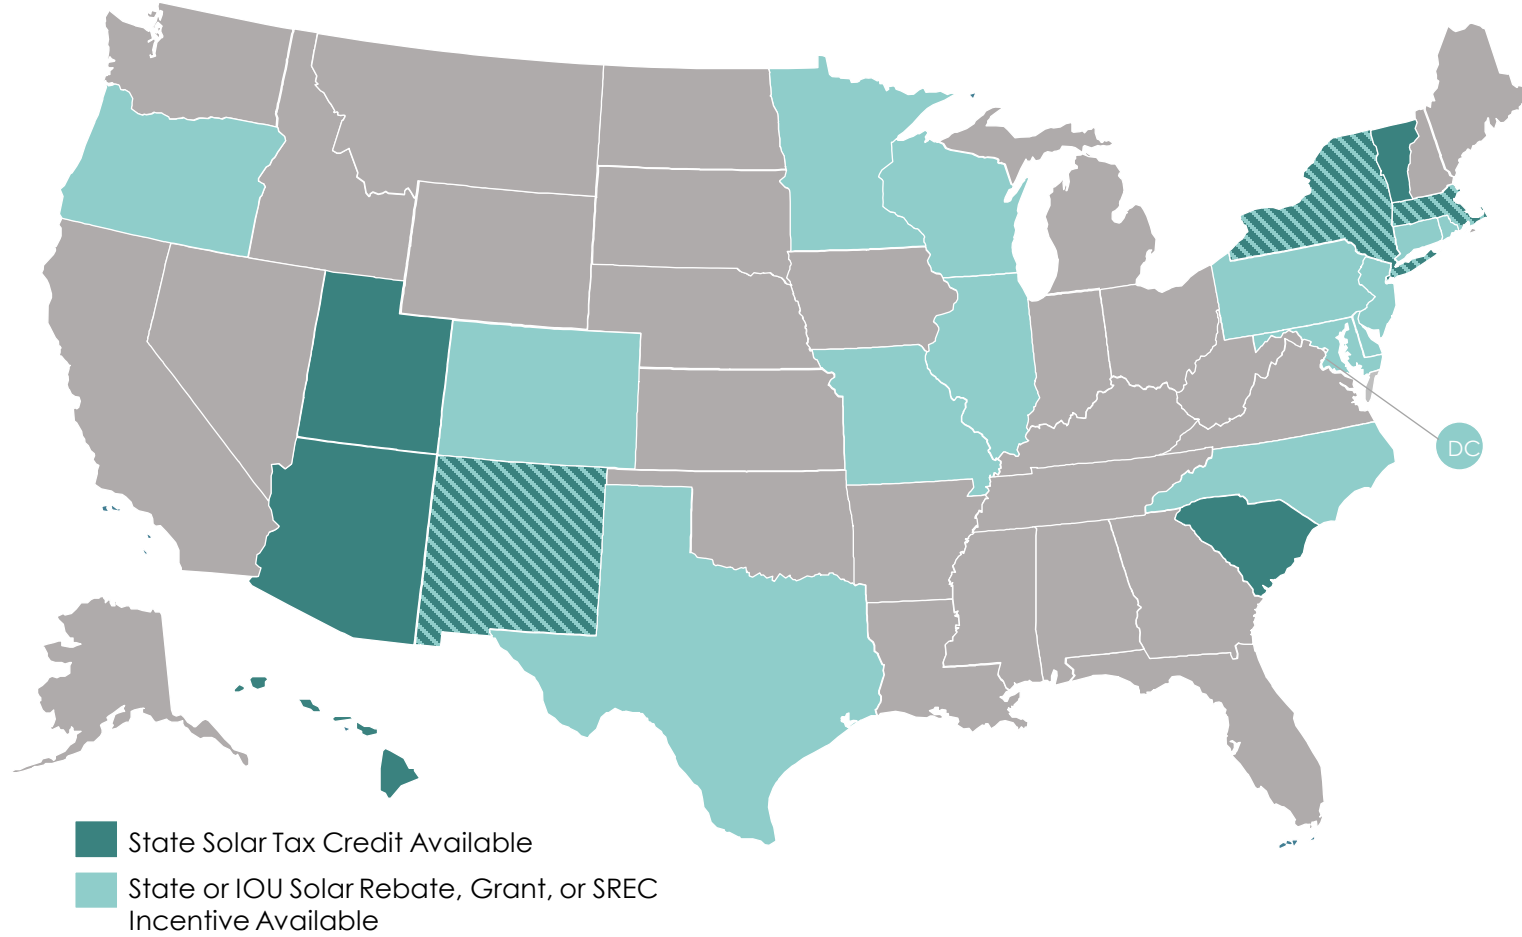 DC
State Solar Tax Credit Available
State or IOU Solar Rebate, Grant, or SREC
Incentive Available